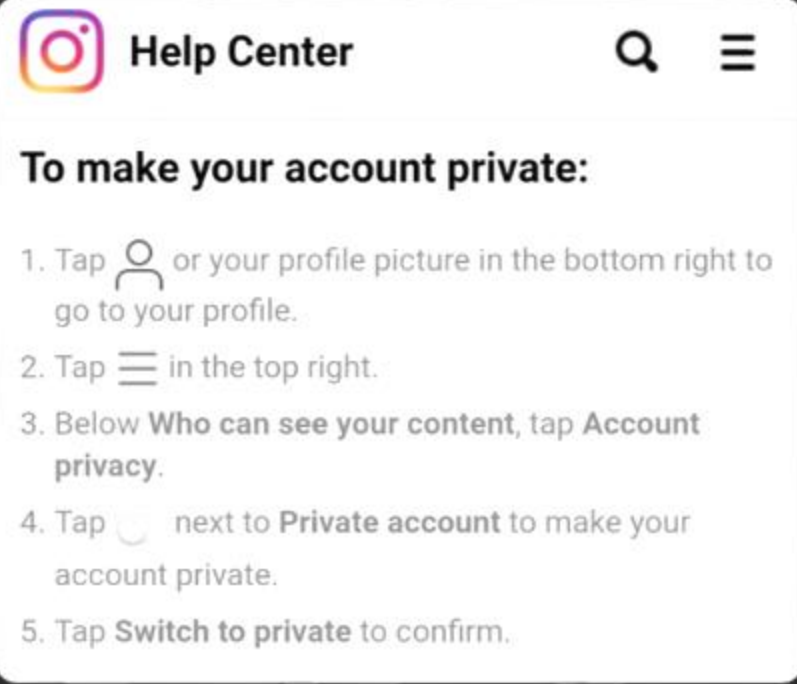 Help Center
To make your account private:
1. Tap or your profile picture in the bottom right to
go to your profile.
2. Tap in the top right.
3. Below Who can see your content, tap Account
privacy.
4. Tap next to Private account to make your
account private.
5. Tap Switch to private to confirm.